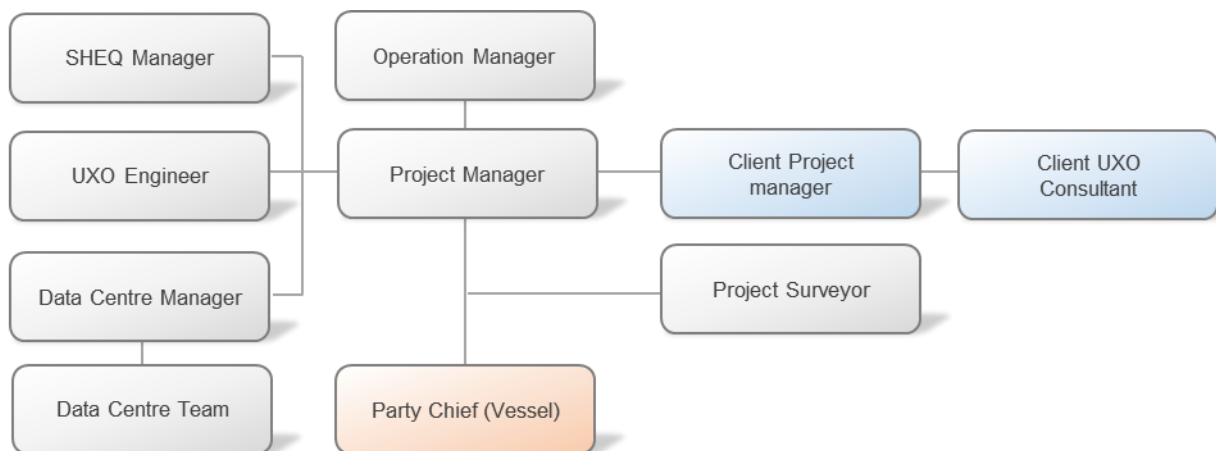 SHEQ Manager
Operation Manager
UXO Engineer
Project Manager
Client Project
manager
Client UXO
Consultant
Data Centre Manager
Project Surveyor
Data Centre Team
Party Chief (Vessel)